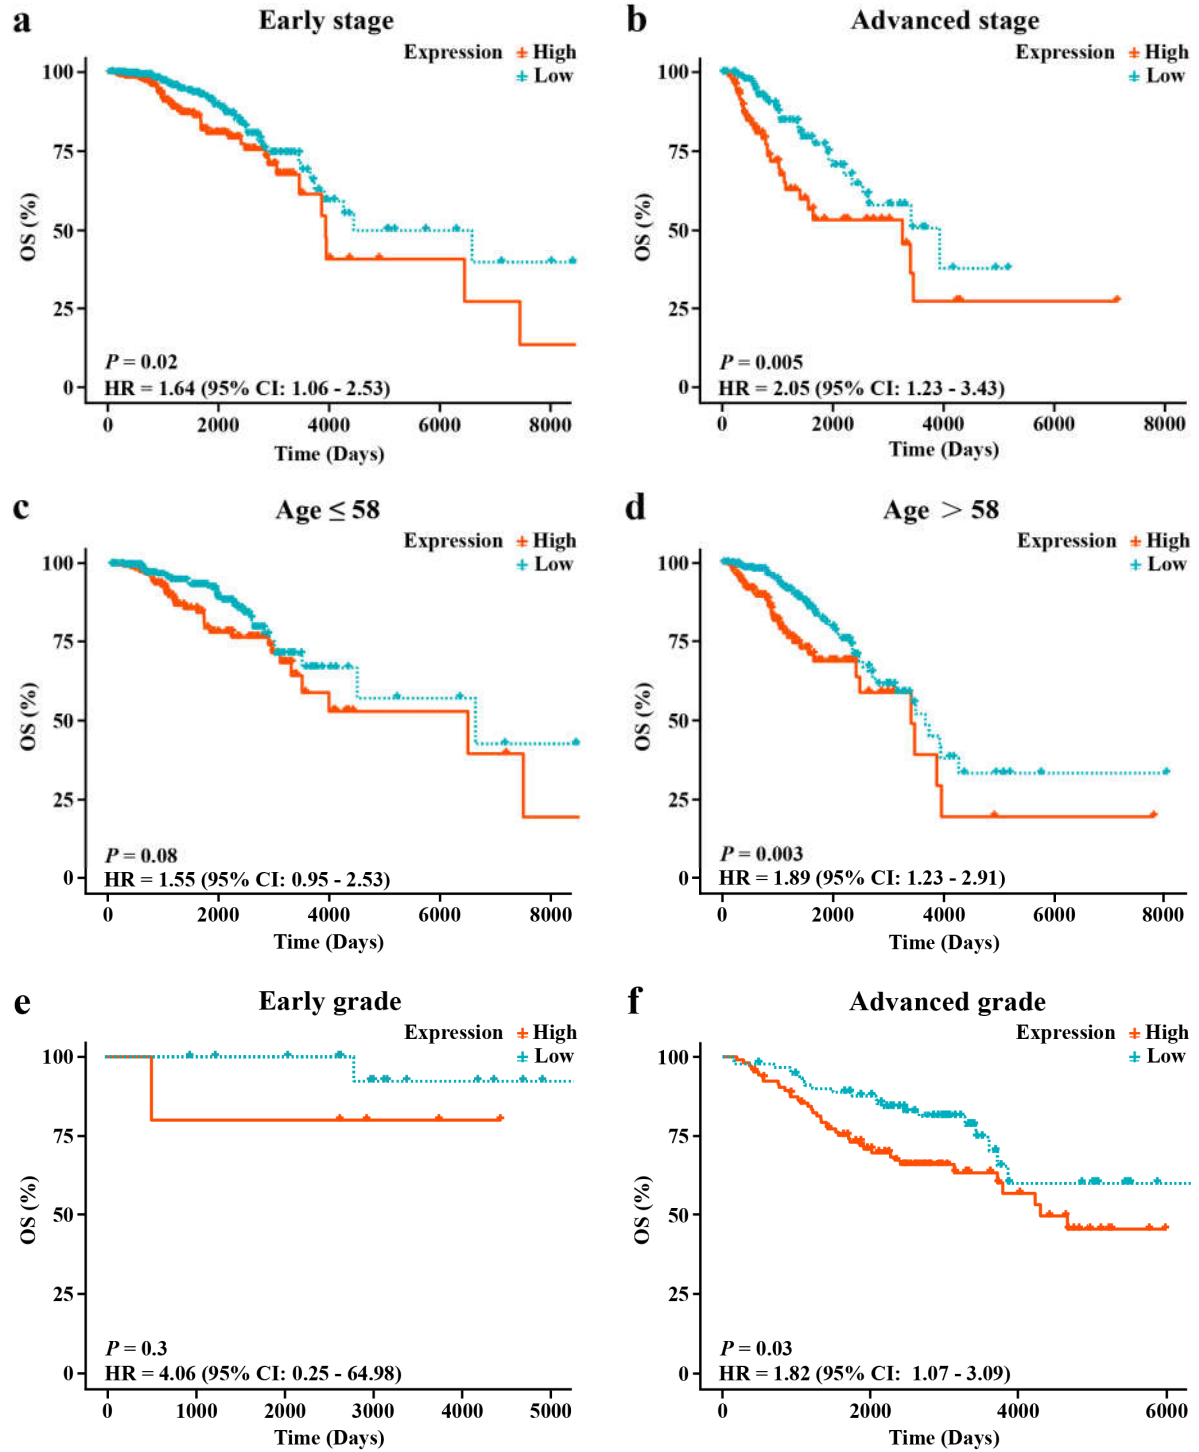 a Early stage
Expression High
Low
100
75
50
25
0
OS (%)
P = 0.02
HR = 1.64 (95% CI: 1.06 - 2.53)
0 2000 4000 6000 8000
Time (Days)
b Advanced stage
Expression High
Low
100
75
50
25
0
OS (%)
P = 0.005
HR = 2.05 (95% CI: 1.23 - 3.43)
0 2000 4000 6000 8000
Time (Days)
c Age ≤ 58
Expression High
Low
100
75
50
25
0
OS (%)
P = 0.08
HR = 1.55 (95% CI: 0.95 - 2.53)
0 2000 4000 6000 8000
Time (Days)
d Age > 58
Expression High
Low
100
75
50
25
0
OS (%)
P = 0.003
HR = 1.89 (95% CI: 1.23 - 2.91)
0 2000 4000 6000 8000
Time (Days)
e Early grade
Expression High
Low
100
75
50
25
0
OS (%)
P = 0.3
HR = 4.06 (95% CI: 0.25 - 64.98)
0 1000 2000 3000 4000 5000
Time (Days)
f Advanced grade
Expression High
Low
100
75
50
25
0
OS (%)
P = 0.03
HR = 1.82 (95% CI: 1.07 - 3.09)
0 2000 4000 6000
Time (Days)